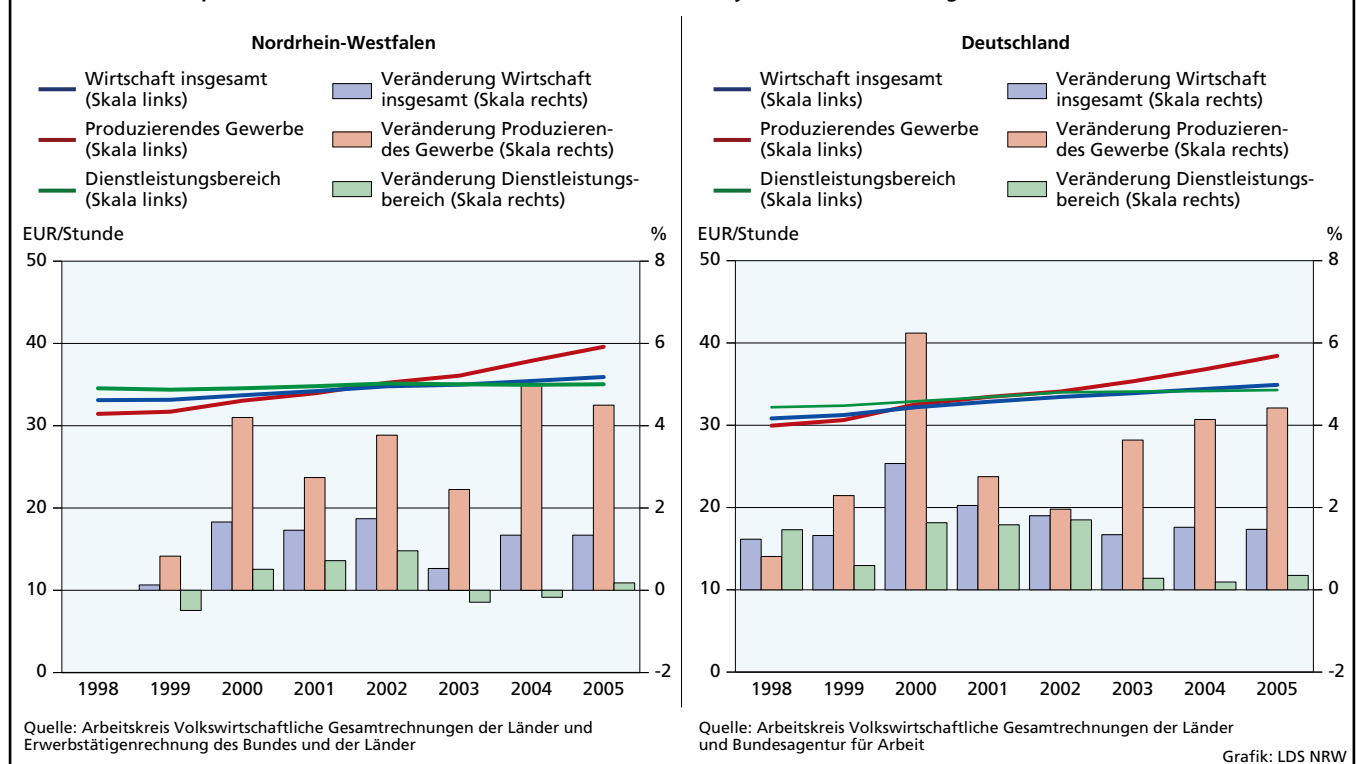 Nordrhein-Westfalen
Wirtschaft insgesamt
(Skala links)
Produzierendes Gewerbe
(Skala links)
Dienstleistungsbereich
(Skala links)
Veränderung Wirtschaft
insgesamt (Skala rechts)
Veränderung Produzieren-
des Gewerbe (Skala rechts)
Veränderung Dienstleistungs-
bereich (Skala rechts)
EUR/Stunde
%
50
40
30
20
10
0
8
6
4
2
0
-2
1998 1999 2000 2001 2002 2003 2004 2005
Quelle: Arbeitskreis Volkswirtschaftliche Gesamtrechnungen der Länder und
Erwerbstätigenrechnung des Bundes und der Länder
Deutschland
Wirtschaft insgesamt
(Skala links)
Produzierendes Gewerbe
(Skala links)
Dienstleistungsbereich
(Skala links)
Veränderung Wirtschaft
insgesamt (Skala rechts)
Veränderung Produzieren-
des Gewerbe (Skala rechts)
Veränderung Dienstleistungs-
bereich (Skala rechts)
EUR/Stunde
%
50
40
30
20
10
0
8
6
4
2
0
-2
1998 1999 2000 2001 2002 2003 2004 2005
Quelle: Arbeitskreis Volkswirtschaftliche Gesamtrechnungen der Länder
und Bundesagentur für Arbeit
Grafik: LDS NRW